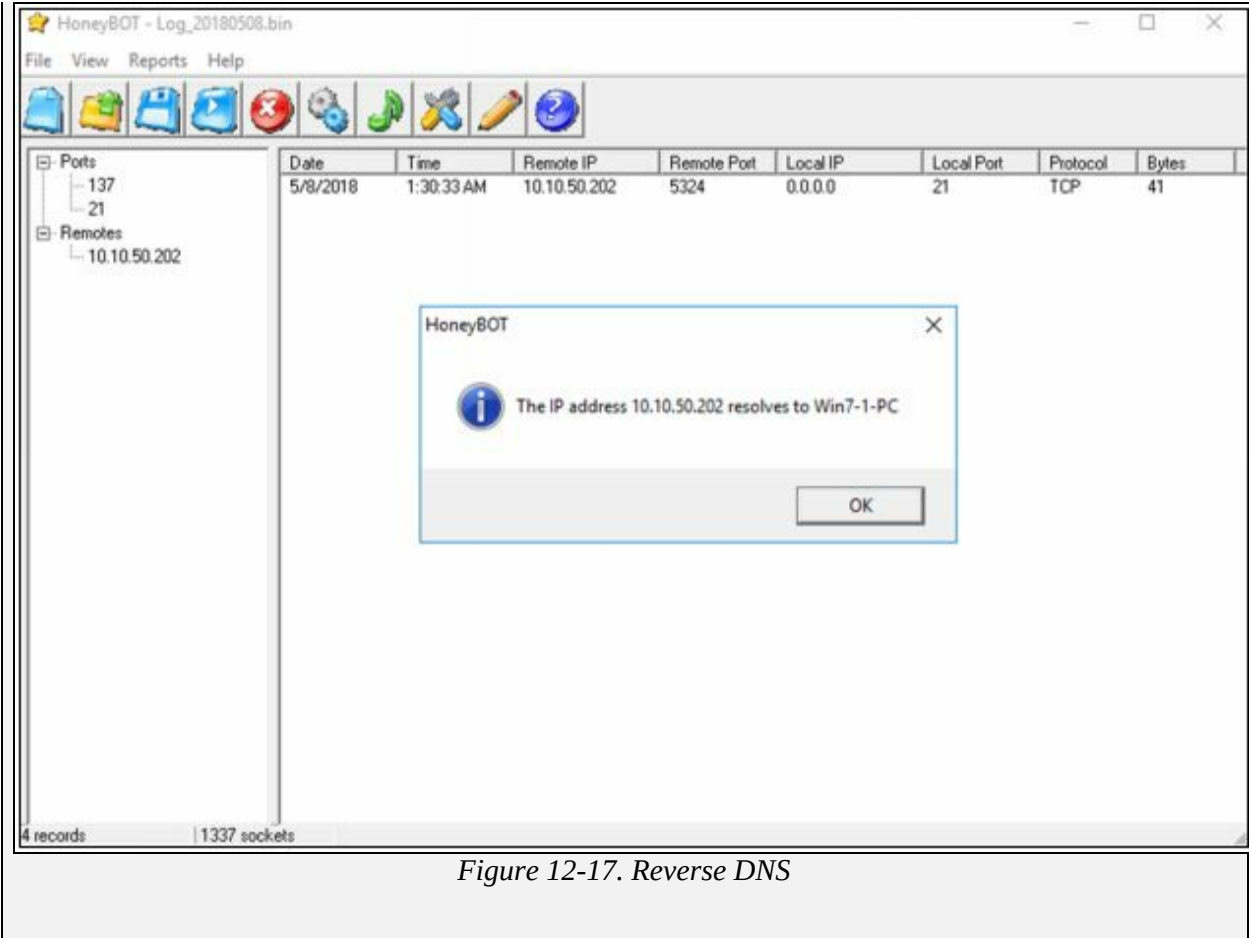 HoneyBOT - Log_20180508.bin
File View Reports Help
Ports
137
21
Remotes
10.10.50.202
Date Time Remote IP Remote Port Local IP Local Port Protocol Bytes
5/8/2018 1:30:33 AM 10.10.50.202 5324 0.0.0.0 21 TCP 41
HoneyBOT
The IP address 10.10.50.202 resolves to Win7-1-PC
OK
4 records 1337 sockets
Figure 12-17. Reverse DNS